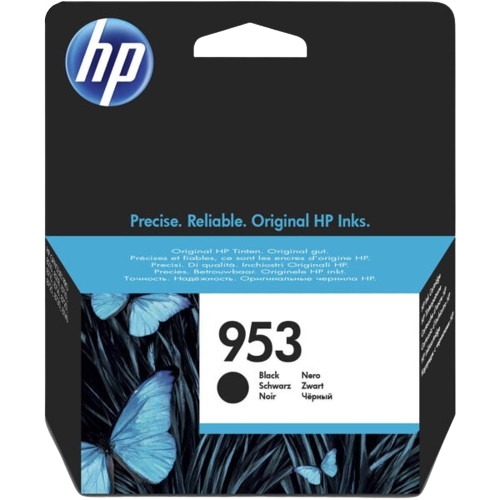 hp
Precise. Reliable. Original HP Inks.
Original HP Tinten. Original gut.
Précises et fiables, ce sont les encres d'origine HP.
Precise. Di qualità. Inchiostri Originali HP.
Precies. Betrouwbaar. Originele HP inkt.
Точность. Надёжность. Оригинальные чернила HP.
953
Black Nero
Schwarz Zwart
Noir Чёрный